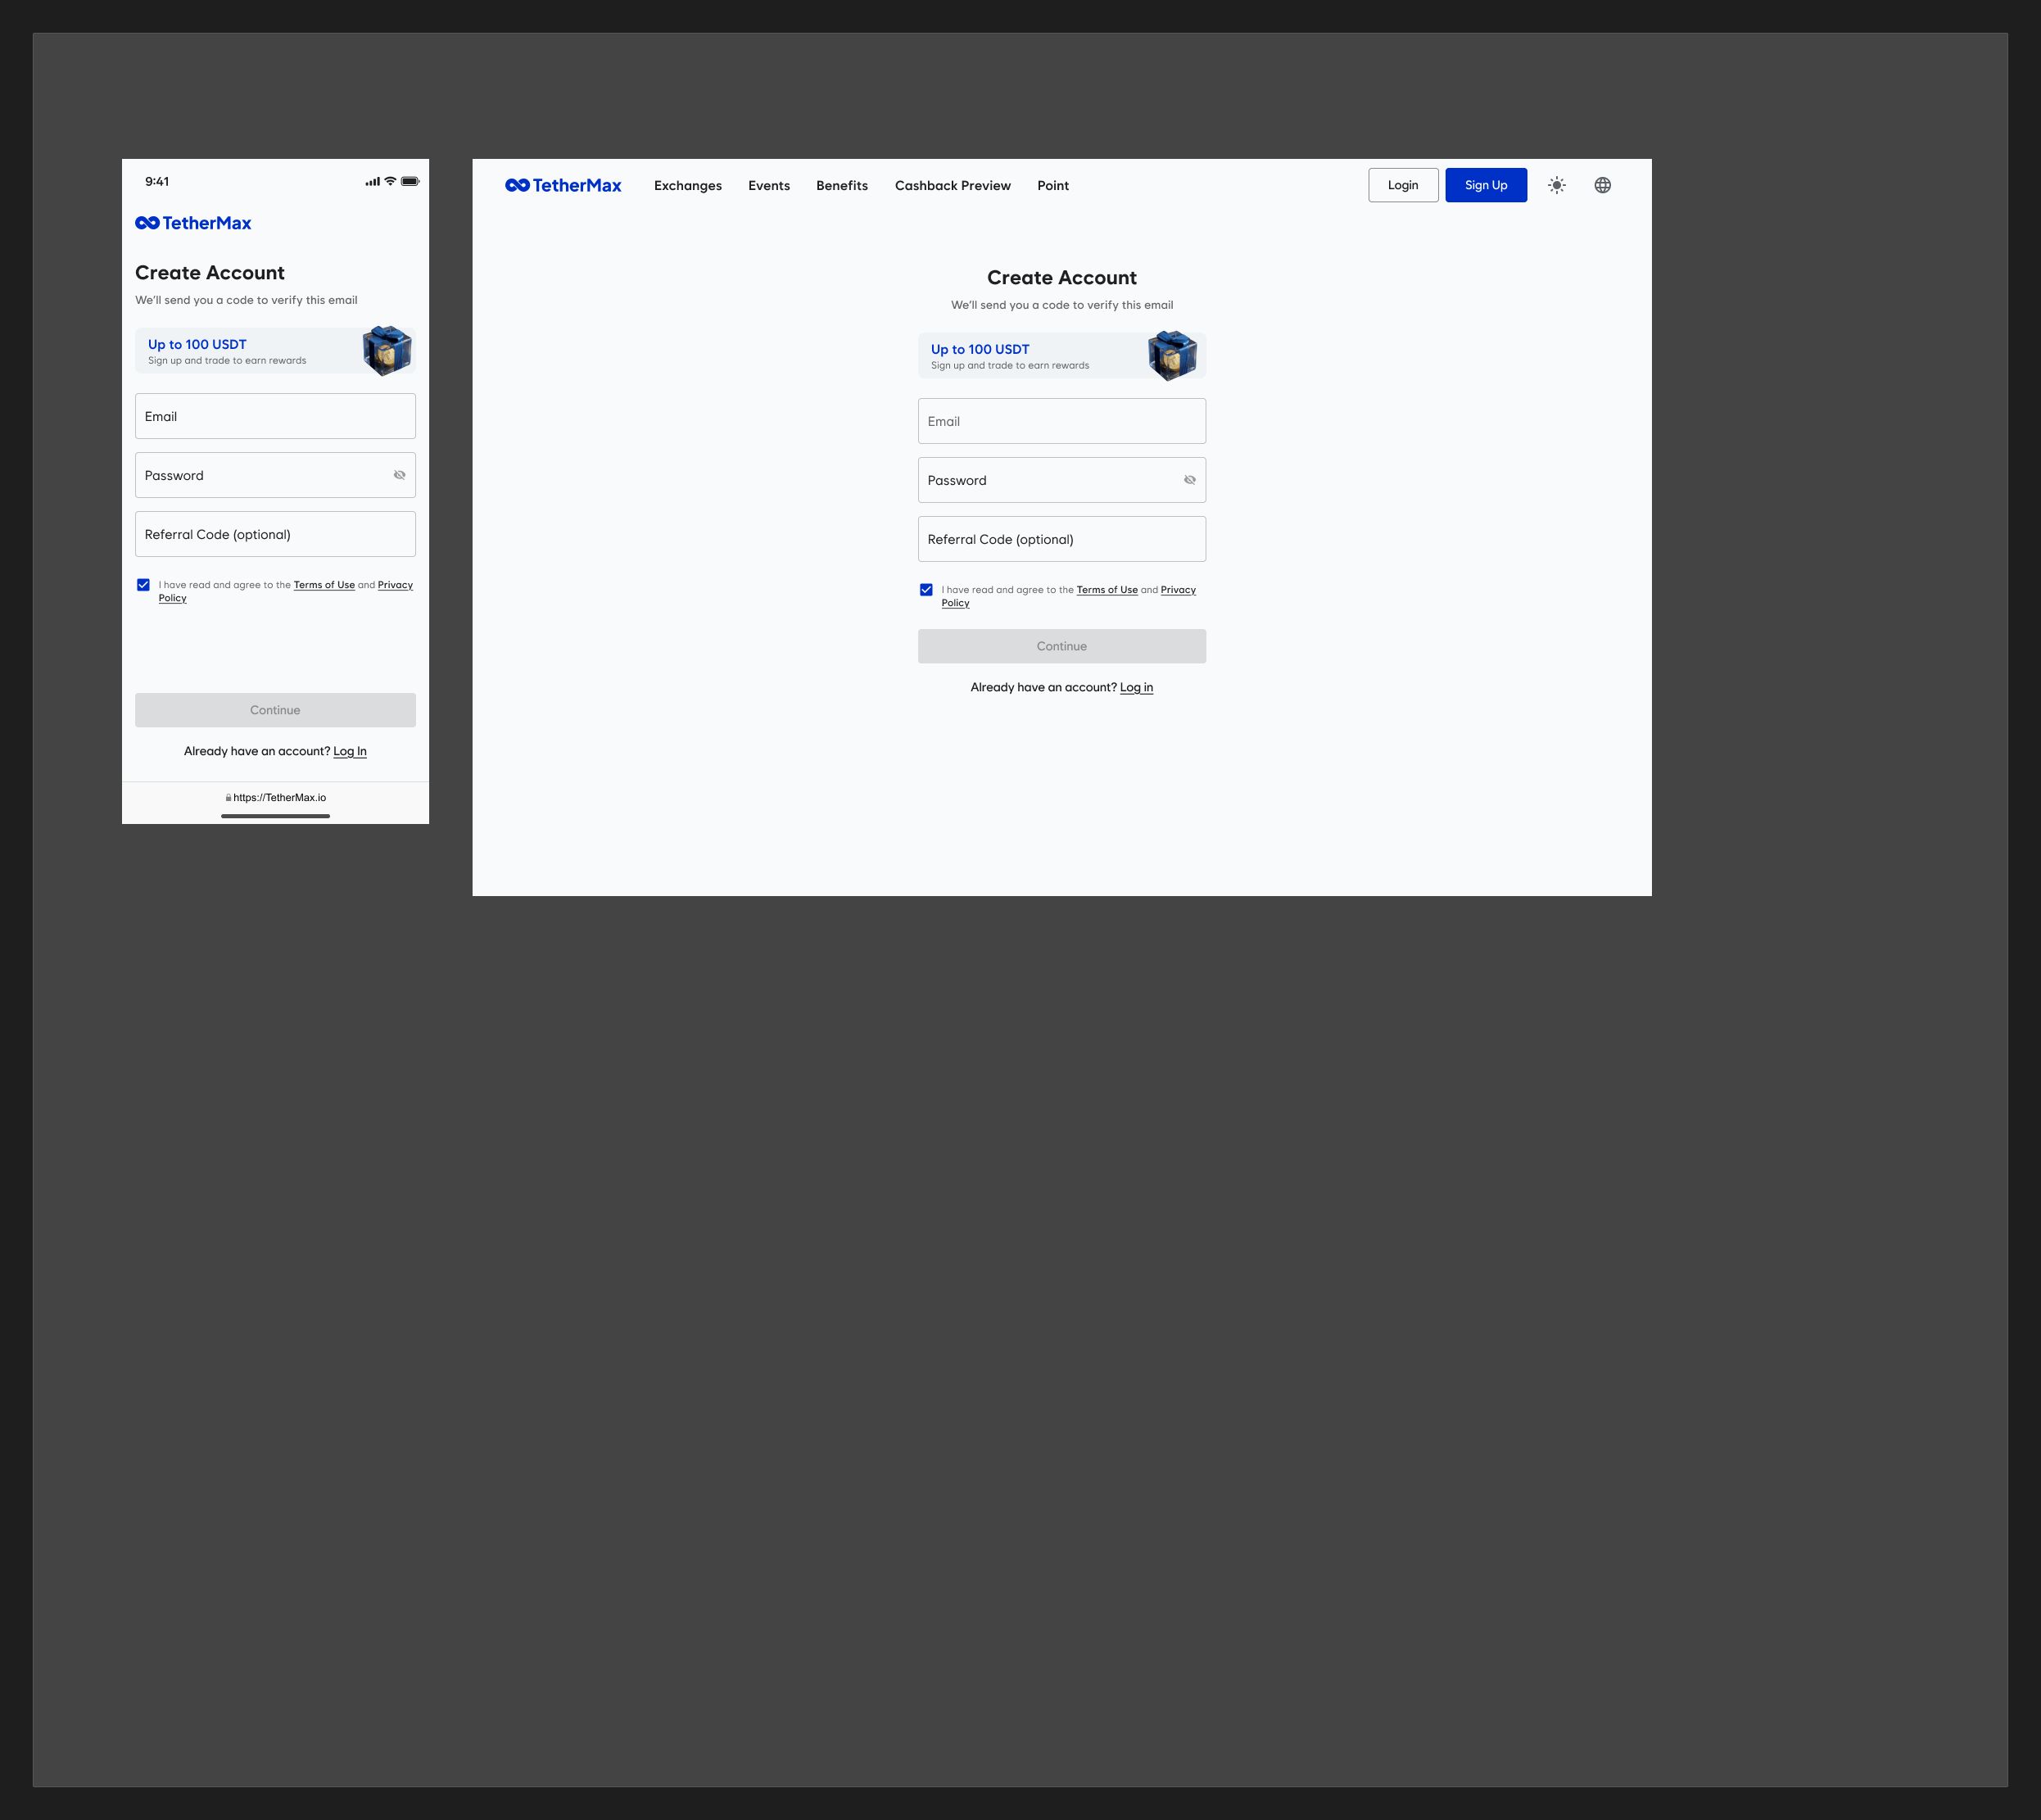 9:41
TetherMax
Create Account
We'll send you a code to verify this email
Up to 100 USDT
Sign up and trade to earn rewards
Email
Password
Referral Code (optional)
I have read and agree to the Terms of Use and Privacy
Policy
Continue
Already have an account? Log In
https://TetherMax.io
TetherMax Exchanges Events Benefits Cashback Preview Point Login Sign Up
Create Account
We'll send you a code to verify this email
Up to 100 USDT
Sign up and trade to earn rewards
Email
Password
Referral Code (optional)
I have read and agree to the Terms of Use and Privacy
Policy
Continue
Already have an account? Log in